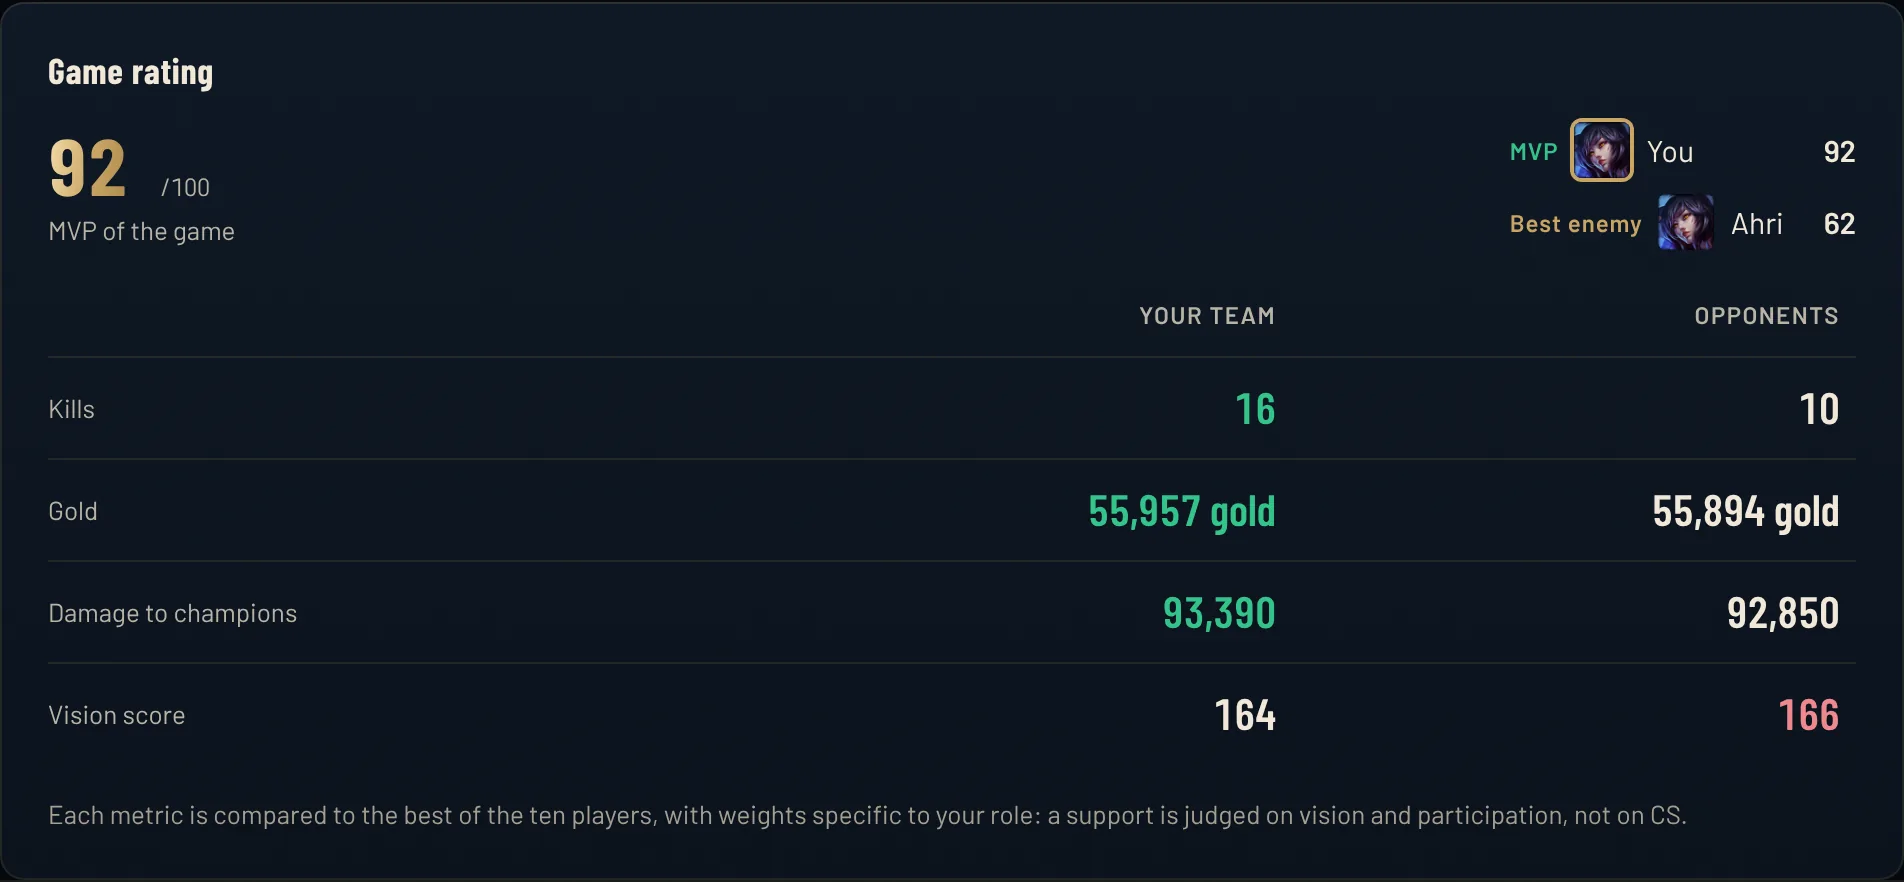 Game rating
92 /100
MVP of the game
MVP You 92
Best enemy Ahri 62
YOUR TEAM OPPONENTS
Kills 16 10
Gold 55,957 gold 55,894 gold
Damage to champions 93,390 92,850
Vision score 164 166
Each metric is compared to the best of the ten players, with weights specific to your role: a support is judged on vision and participation, not on CS.